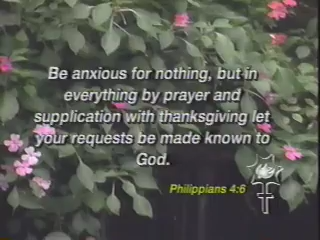 Be anxious for nothing, but in
everything by prayer and
supplication with thanksgiving let
your requests be made known to
God.
Philippians 4:6